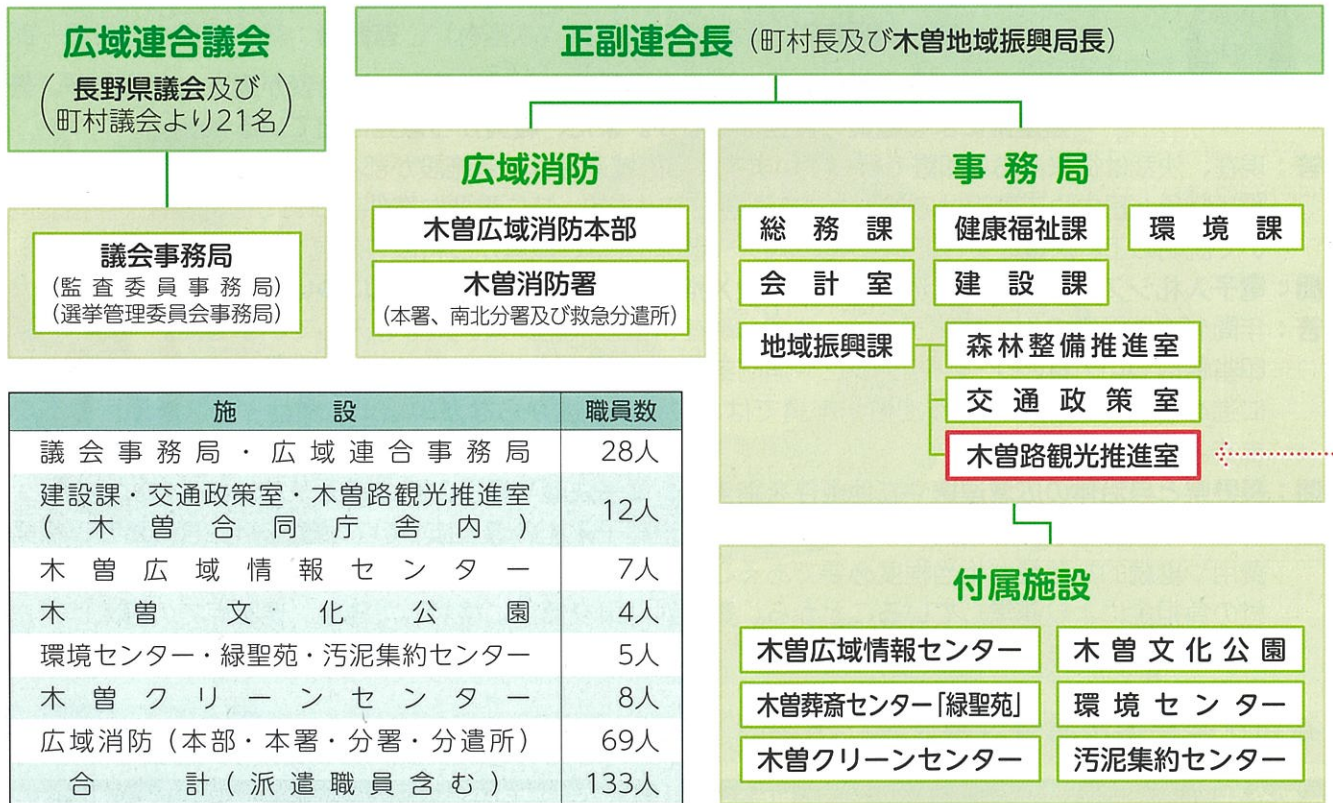 広域連合議会
(長野県議会及び
町村議会より21名)
議会事務局
(監査委員事務局)
(選挙管理委員会事務局)
正副連合長(町村長及び木曽地域振興局長)
広域消防
木曽広域消防本部
木曽消防署
(本署、南北分署及び救急分遣所)
事務局
総務課
健康福祉課
環境課
会計室
建設課
地域振興課
森林整備推進室
交通政策室
木曽路観光推進室
付属施設
木曽広域情報センター
木曽文化公園
木曽葬斎センター「緑聖苑」
環境センター
木曽クリーンセンター
汚泥集約センター
施設 職員数
議会事務局・広域連合事務局 28人
建設課・交通政策室・木曽路観光推進室
(木曽合同庁舎内) 12人
木曽広域情報センター 7人
木曽文化公園 4人
環境センター・緑聖苑・汚泥集約センター 5人
木曽クリーンセンター 8人
広域消防(本部・本署・分署・分遣所) 69人
合計(派遣職員含む) 133人